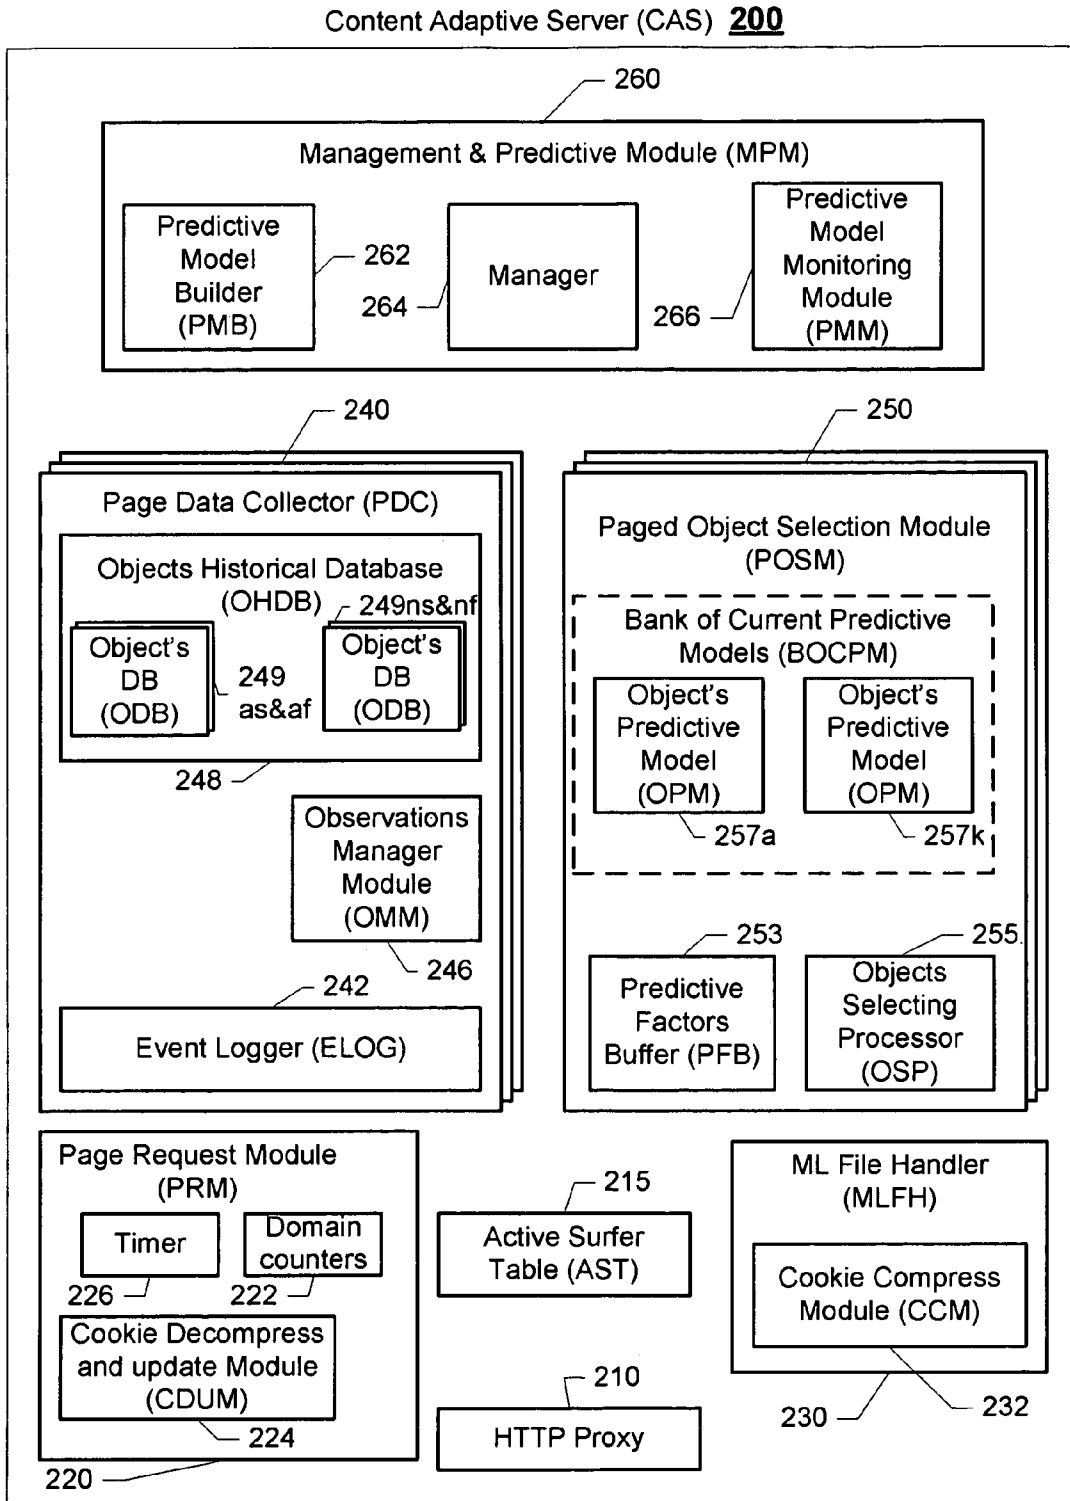 Content Adaptive Server (CAS) 200
260
Management & Predictive Module (MPM)
Predictive
Model
Builder
(PMB)
262
264
Manager
266
Predictive
Model
Monitoring
Module
(PMM)
240
Page Data Collector (PDC)
Objects Historical Database
(OHDB)
249ns&nf
Object's
DB
(ODB)
249
as&af
Object's
DB
(ODB)
248
Observations
Manager
Module
(OMM)
246
242
Event Logger (ELOG)
250
Paged Object Selection Module
(POSM)
Bank of Current Predictive
Models (BOCPM)
Object's
Predictive
Model
(OPM)
257a
Object's
Predictive
Model
(OPM)
257k
253
Predictive
Factors
Buffer (PFB)
255
Objects
Selecting
Processor
(OSP)
Page Request Module
(PRM)
Timer
226
Domain
counters
222
Cookie Decompress
and update Module
(CDUM)
224
220
215
Active Surfer
Table (AST)
210
HTTP Proxy
ML File Handler
(MLFH)
Cookie Compress
Module (CCM)
230
232